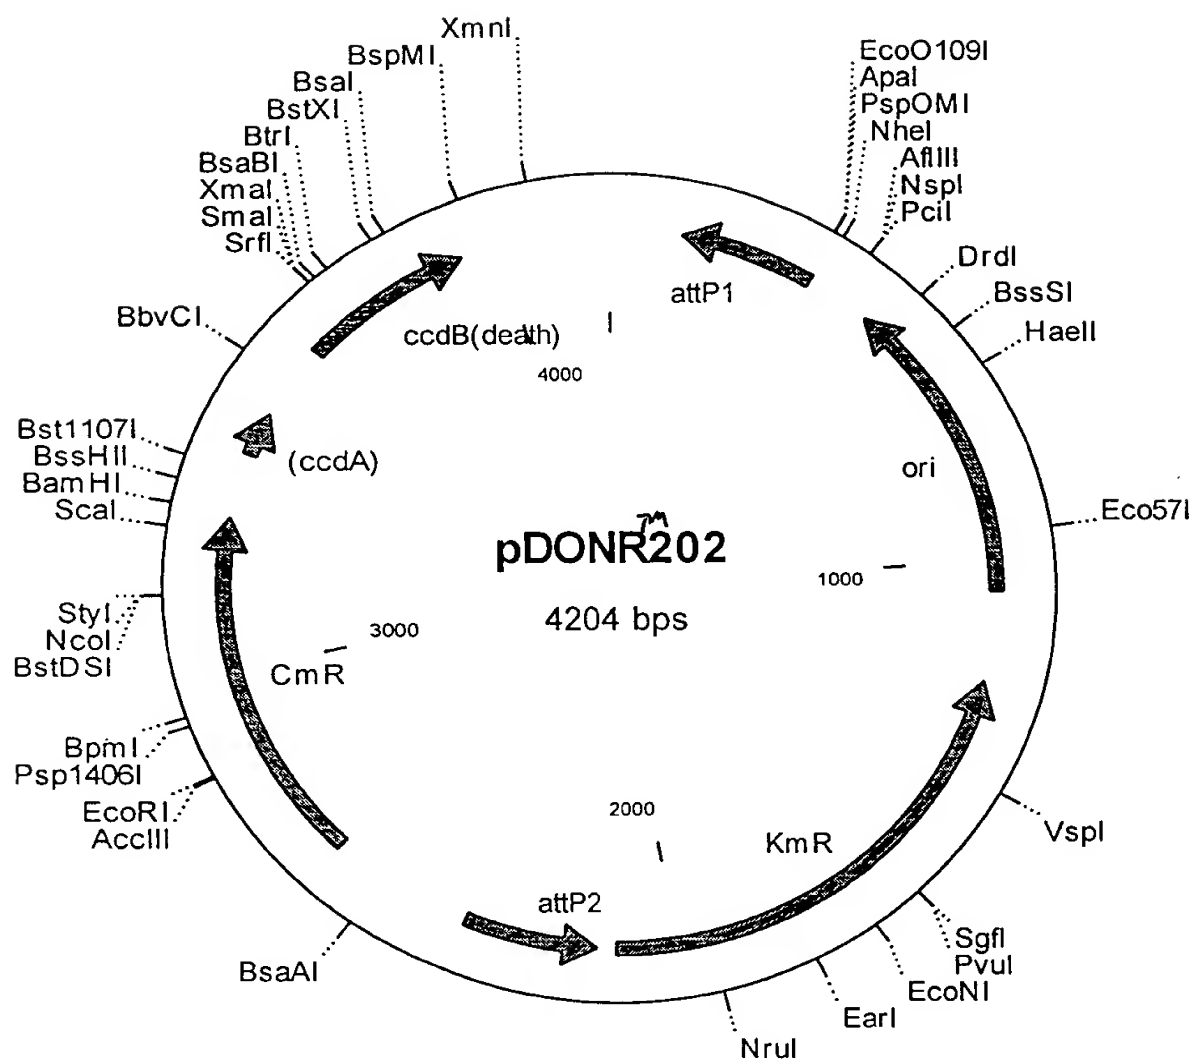 XmnI
BspMI
BsaI
BstXI
BtrI
BsaBI
XmaI
SmaI
SrfI
BbvCI
Bst1107I
BssHII
BamHI
ScaI
StyI
NcoI
BstDSI
BpmI
Psp1406I
EcoRI
AccIII
BsaAI
EcoO109I
ApaI
PspOMI
NheI
AflIII
NspI
PciI
DrdI
BssSI
HaeII
Eco57I
VspI
SgfI
PvuI
EcoNI
EarI
NruI
attP1
ccdB(death)
4000
(ccdA)
ori
pDONR™202
4204 bps
1000
3000
CmR
2000
KmR
attP2